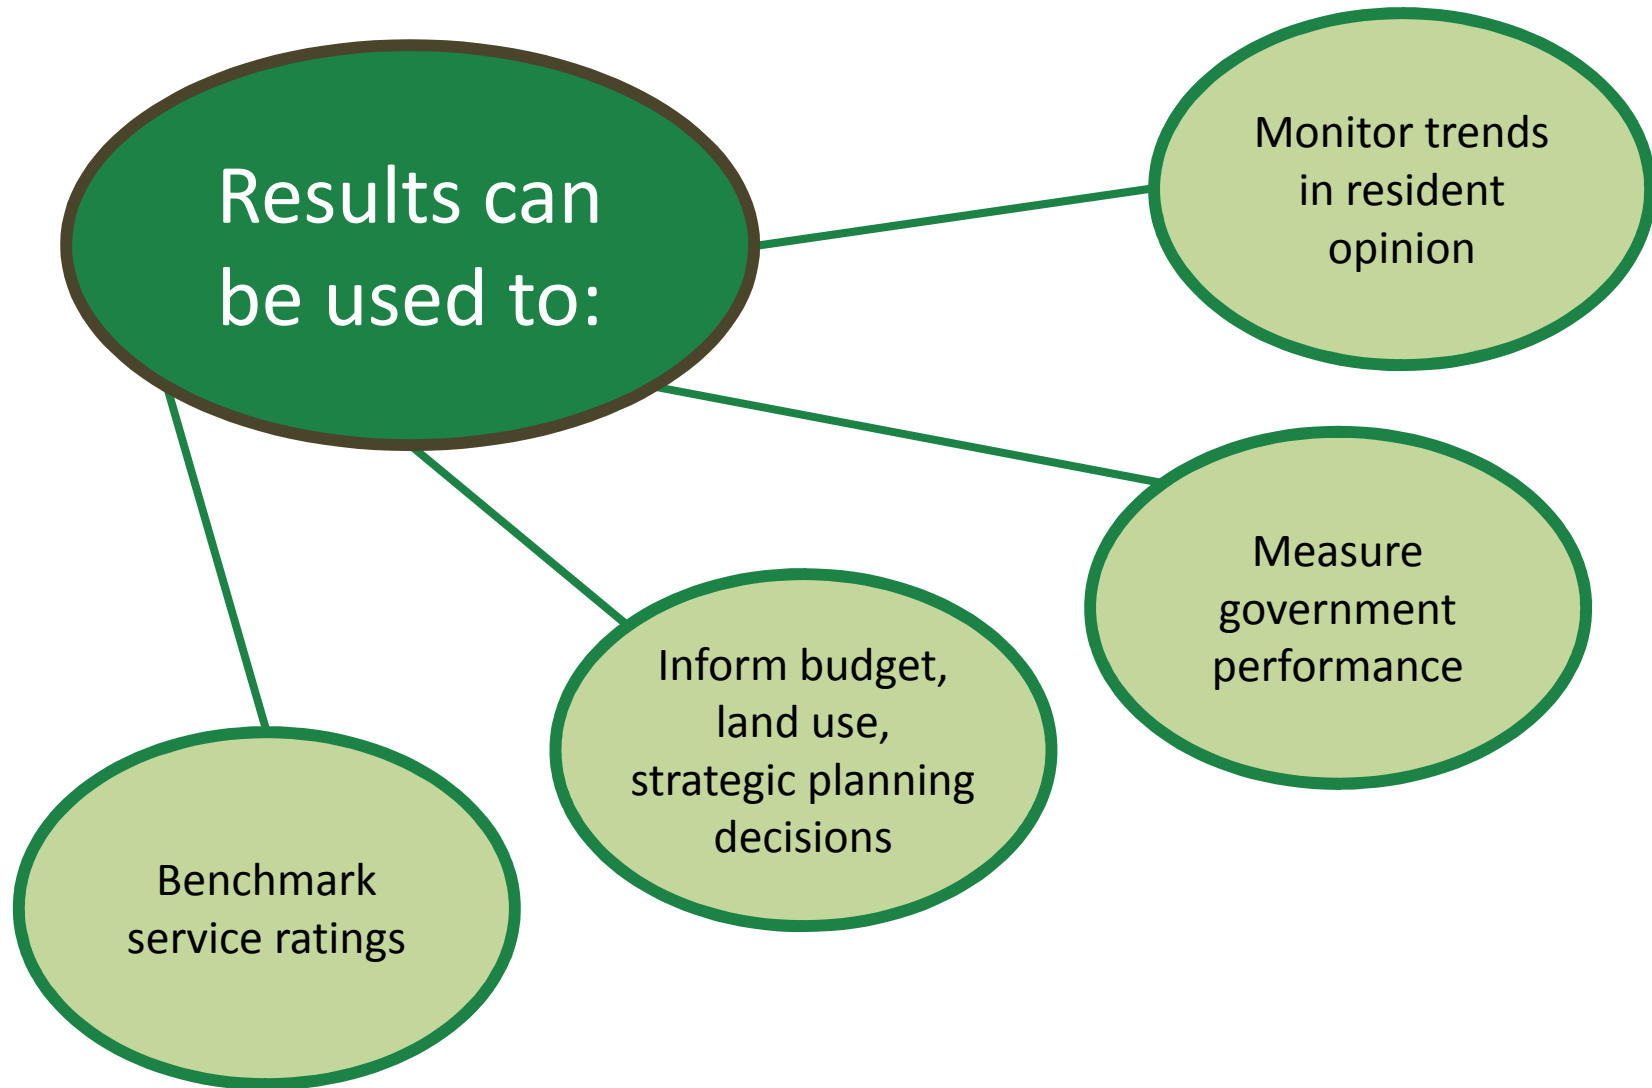 Results can
be used to:
Monitor trends
in resident
opinion
Measure
government
performance
Inform budget,
land use,
strategic planning
decisions
Benchmark
service ratings